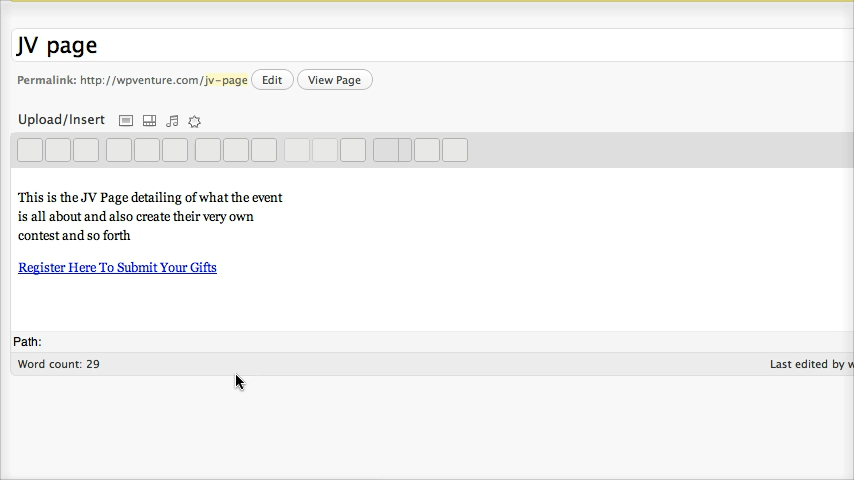 JV page
Permalink: http://wpventure.com/jv-page Edit View Page
Upload/Insert
This is the JV Page detailing of what the event
is all about and also create their very own
contest and so forth
Register Here To Submit Your Gifts
Path:
Word count: 29
Last edited by